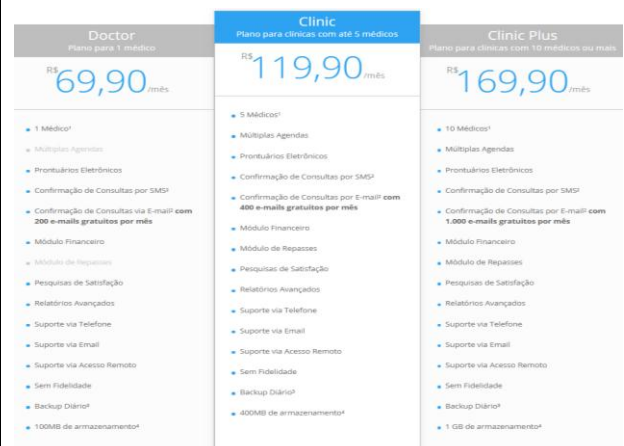 Doctor
Plano para 1 médico
R$ 69,90 /mês
1 Médico¹
Múltiplas Agendas
Prontuários Eletrônicos
Confirmação de Consultas por SMS²
Confirmação de Consultas via E-mail² com
200 e-mails gratuitos por mês
Módulo Financeiro
Módulo de Repasses
Pesquisas de Satisfação
Relatórios Avançados
Suporte via Telefone
Suporte via Email
Suporte via Acesso Remoto
Sem Fidelidade
Backup Diário³
100MB de armazenamento⁴
Clinic
Plano para clínicas com até 5 médicos
R$ 119,90 /mês
5 Médicos¹
Múltiplas Agendas
Prontuários Eletrônicos
Confirmação de Consultas por SMS²
Confirmação de Consultas por E-mail² com
400 e-mails gratuitos por mês
Módulo Financeiro
Módulo de Repasses
Pesquisas de Satisfação
Relatórios Avançados
Suporte via Telefone
Suporte via Email
Suporte via Acesso Remoto
Sem Fidelidade
Backup Diário³
400MB de armazenamento⁴
Clinic Plus
Plano para clínicas com 10 médicos ou mais
R$ 169,90 /mês
10 Médicos¹
Múltiplas Agendas
Prontuários Eletrônicos
Confirmação de Consultas por SMS²
Confirmação de Consultas por E-mail² com
1.000 e-mails gratuitos por mês
Módulo Financeiro
Módulo de Repasses
Pesquisas de Satisfação
Relatórios Avançados
Suporte via Telefone
Suporte via Email
Suporte via Acesso Remoto
Sem Fidelidade
Backup Diário³
1 GB de armazenamento⁴